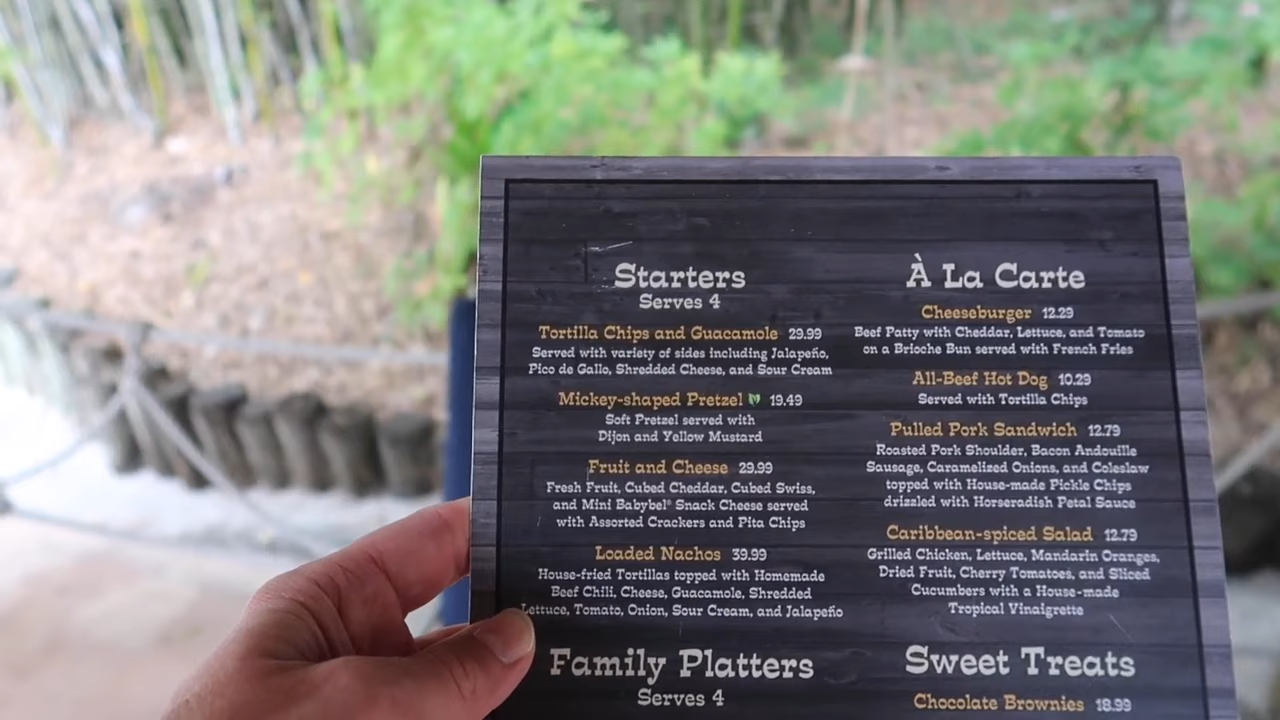 Starters
Serves 4
Tortilla Chips and Guacamole 29.99
Served with variety of sides including Jalapeño,
Pico de Gallo, Shredded Cheese, and Sour Cream
Mickey-shaped Pretzel 19.49
Soft Pretzel served with
Dijon and Yellow Mustard
Fruit and Cheese 29.99
Fresh Fruit, Cubed Cheddar, Cubed Swiss,
and Mini Babybel® Snack Cheese served
with Assorted Crackers and Pita Chips
Loaded Nachos 39.99
House-fried Tortillas topped with Homemade
Beef Chili, Cheese, Guacamole, Shredded
Lettuce, Tomato, Onion, Sour Cream, and Jalapeño
Family Platters
Serves 4
À La Carte
Cheeseburger 12.29
Beef Patty with Cheddar, Lettuce, and Tomato
on a Brioche Bun served with French Fries
All-Beef Hot Dog 10.29
Served with Tortilla Chips
Pulled Pork Sandwich 12.79
Roasted Pork Shoulder, Bacon Andouille
Sausage, Caramelized Onions, and Coleslaw
topped with House-made Pickle Chips
drizzled with Horseradish Petal Sauce
Caribbean-spiced Salad 12.79
Grilled Chicken, Lettuce, Mandarin Oranges,
Dried Fruit, Cherry Tomatoes, and Sliced
Cucumbers with a House-made
Tropical Vinaigrette
Sweet Treats
Chocolate Brownies 18.99